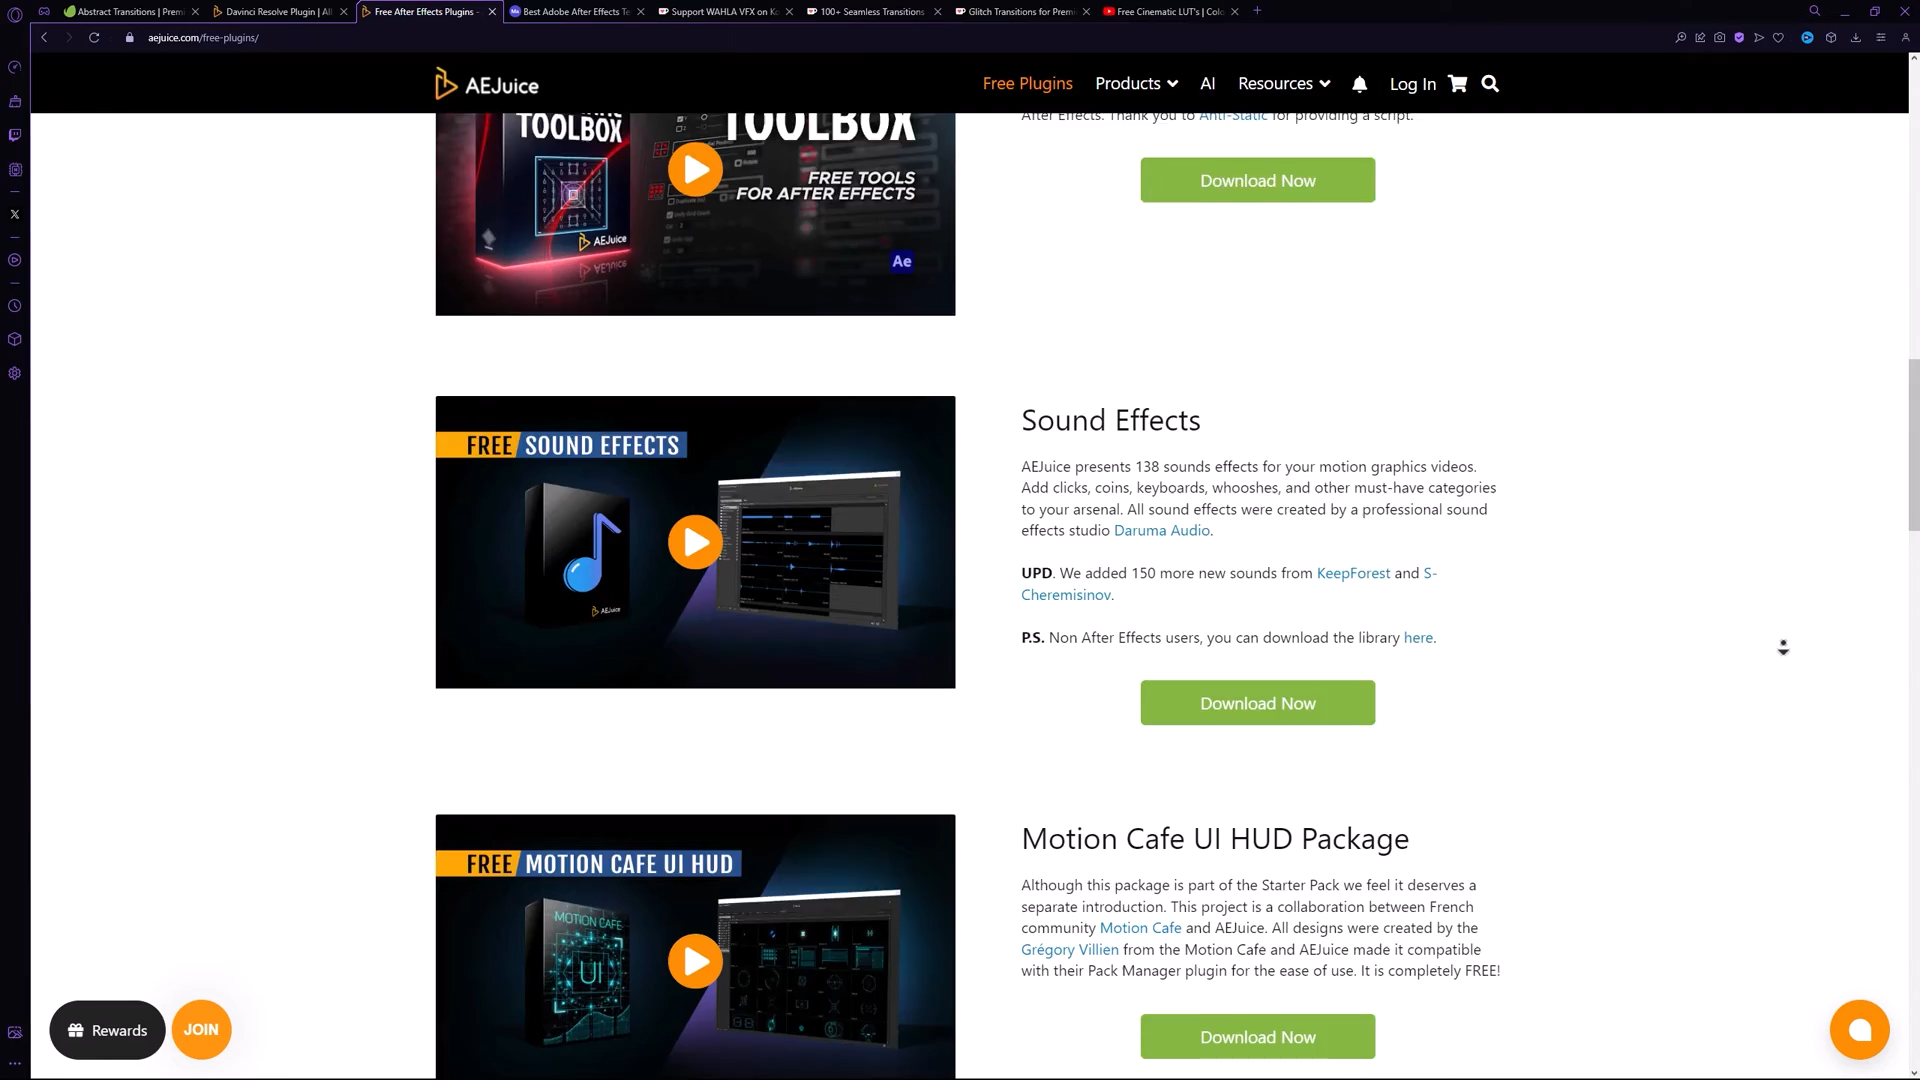 Abstract Transitions | Premi
Davinci Resolve Plugin | All
Free After Effects Plugins -
Best Adobe After Effects Te
Support WAHLA VFX on Ko
100+ Seamless Transitions
Glitch Transitions for Premi
Free Cinematic LUT's | Colo
aejuice.com/free-plugins/
AEJuice
Free Plugins
Products
AI
Resources
Log In
TOOLBOX
TOOLBOX
FREE TOOLS
FOR AFTER EFFECTS
AEJuice
Ae
After Effects. Thank you to Anti-Static for providing a script.
Download Now
FREE SOUND EFFECTS
AEJuice
Sound Effects
AEJuice presents 138 sounds effects for your motion graphics videos.
Add clicks, coins, keyboards, whooshes, and other must-have categories
to your arsenal. All sound effects were created by a professional sound
effects studio Daruma Audio.
UPD. We added 150 more new sounds from KeepForest and S-
Cheremisinov.
P.S. Non After Effects users, you can download the library here.
Download Now
FREE MOTION CAFE UI HUD
MOTION CAFE
UI
Motion Cafe UI HUD Package
Although this package is part of the Starter Pack we feel it deserves a
separate introduction. This project is a collaboration between French
community Motion Cafe and AEJuice. All designs were created by the
Grégory Villien from the Motion Cafe and AEJuice made it compatible
with their Pack Manager plugin for the ease of use. It is completely FREE!
Download Now
Rewards
JOIN